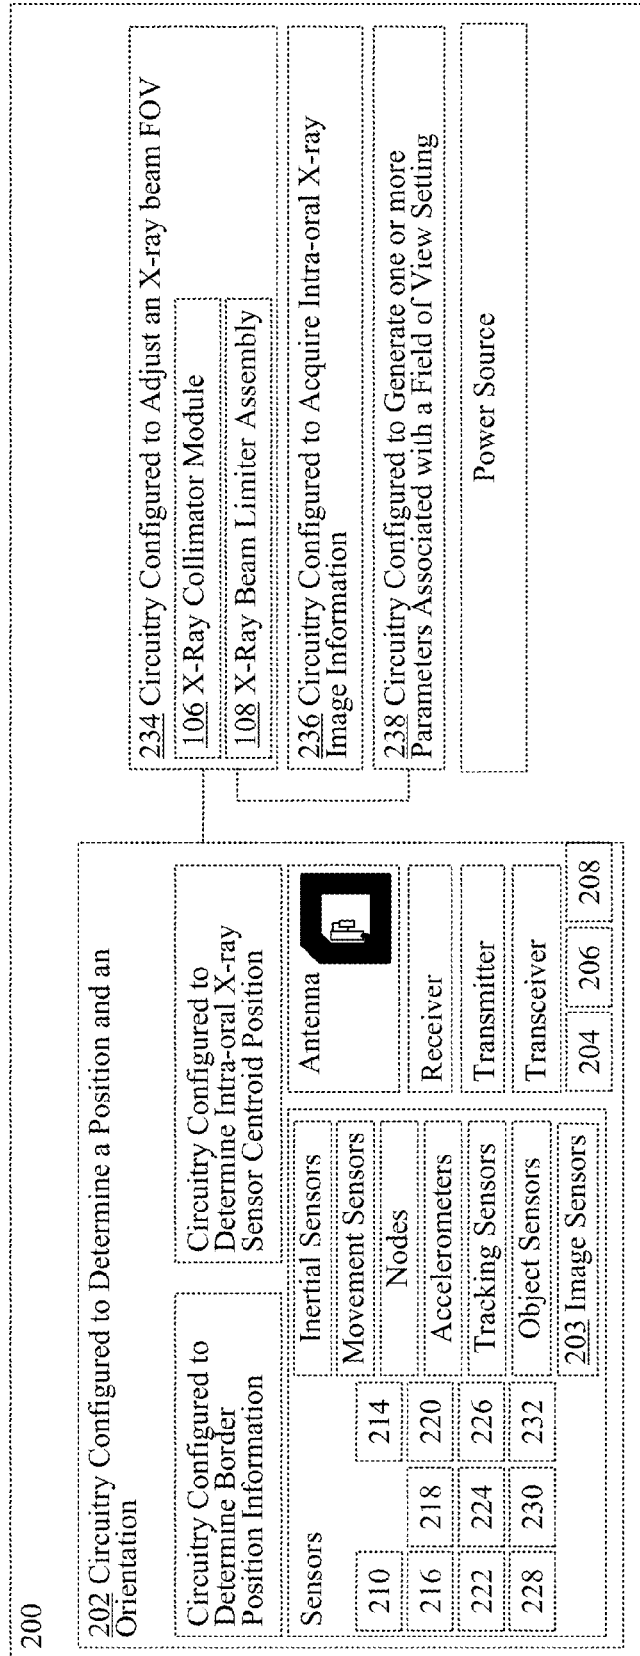 200
202 Circuitry Configured to Determine a Position and an
Orientation
Circuitry Configured to
Determine Border
Position Information
Circuitry Configured to
Determine Intra-oral X-ray
Sensor Centroid Position
Sensors
210
214
216
218
220
222
224
226
228
230
232
Inertial Sensors
Movement Sensors
Nodes
Accelerometers
Tracking Sensors
Object Sensors
203 Image Sensors
Antenna
Receiver
Transmitter
Transceiver
204
206
208
234 Circuitry Configured to Adjust an X-ray beam FOV
106 X-Ray Collimator Module
108 X-Ray Beam Limiter Assembly
236 Circuitry Configured to Acquire Intra-oral X-ray
Image Information
238 Circuitry Configured to Generate one or more
Parameters Associated with a Field of View Setting
Power Source